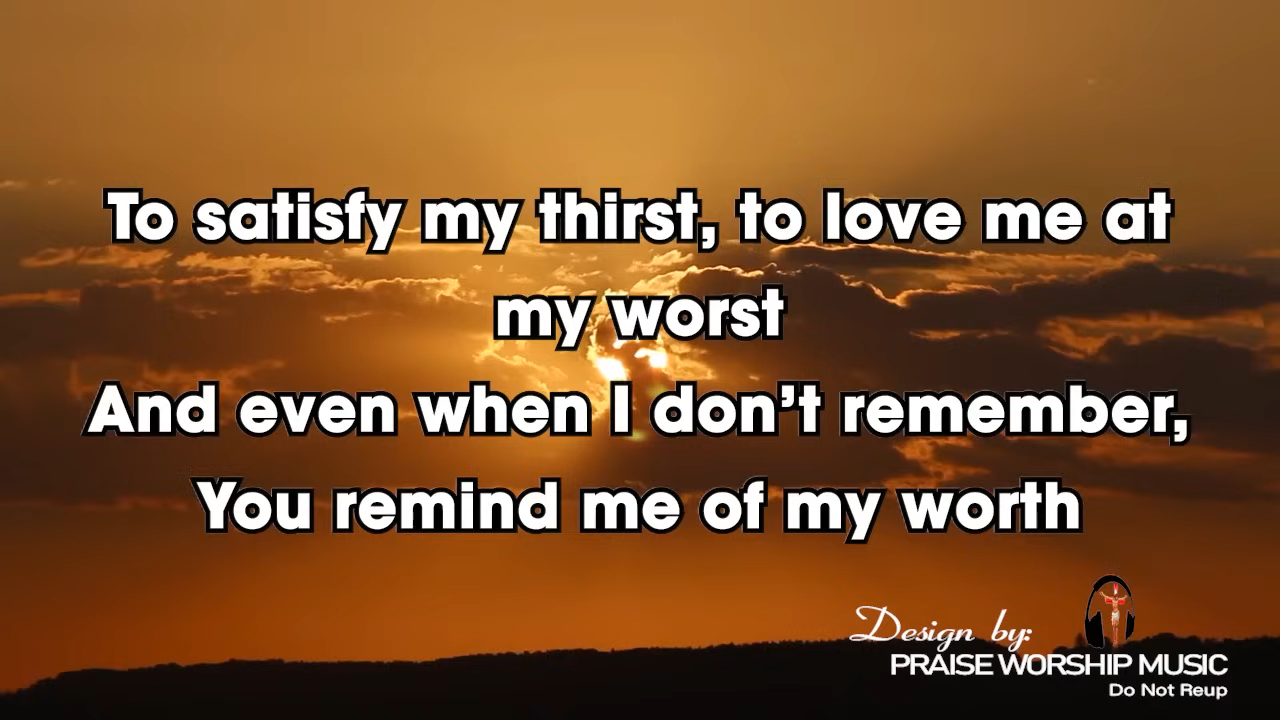 To satisfy my thirst, to love me at
my worst
And even when I don’t remember,
You remind me of my worth
Design by:
PRAISE WORSHIP MUSIC
Do Not Reup